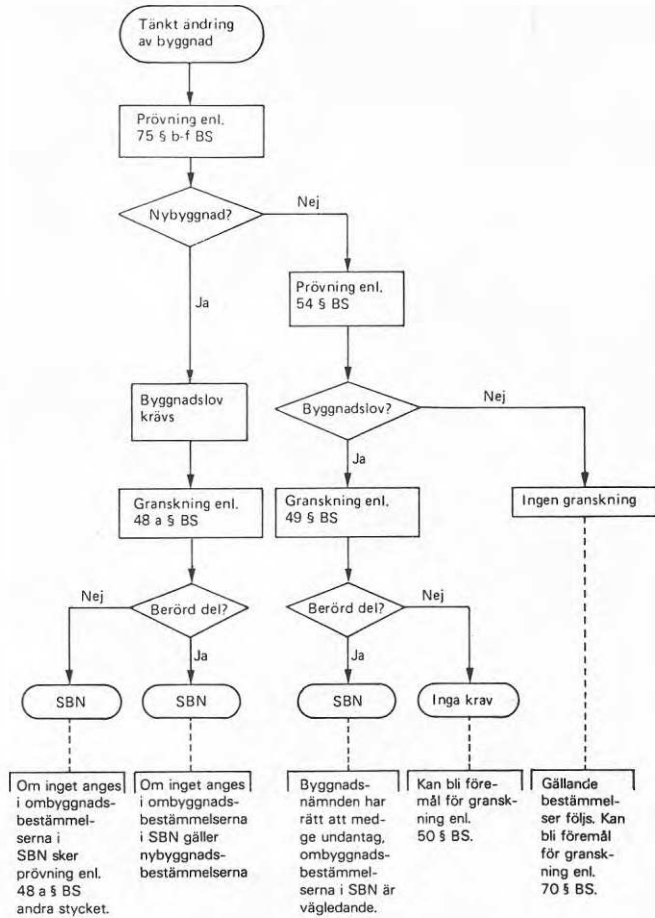 Tänkt ändring
av byggnad
Prövning enl.
75 § b-f BS
Nybyggnad?
Nej
Ja
Prövning enl.
54 § BS
Byggnadslov
krävs
Byggnadslov?
Nej
Ja
Granskning enl.
48 a § BS
Granskning enl.
49 § BS
Ingen granskning
Nej
Berörd del?
Ja
Berörd del?
Nej
Ja
SBN
SBN
SBN
Inga krav
Om inget anges
i ombyggnads-
bestämmel-
serna i
SBN sker
prövning enl.
48 a § BS
andra stycket.
Om inget anges
i ombyggnads-
bestämmelserna
i SBN gäller
nybyggnads-
bestämmelserna
Byggnads-
nämnden har
rätt att med-
ge undantag,
ombyggnads-
bestämmel-
serna i SBN är
vägledande.
Kan bli före-
mål för gransk-
ning enl.
50 § BS.
Gällande
bestämmel-
ser följs. Kan
bli föremål
för gransk-
ning enl.
70 § BS.